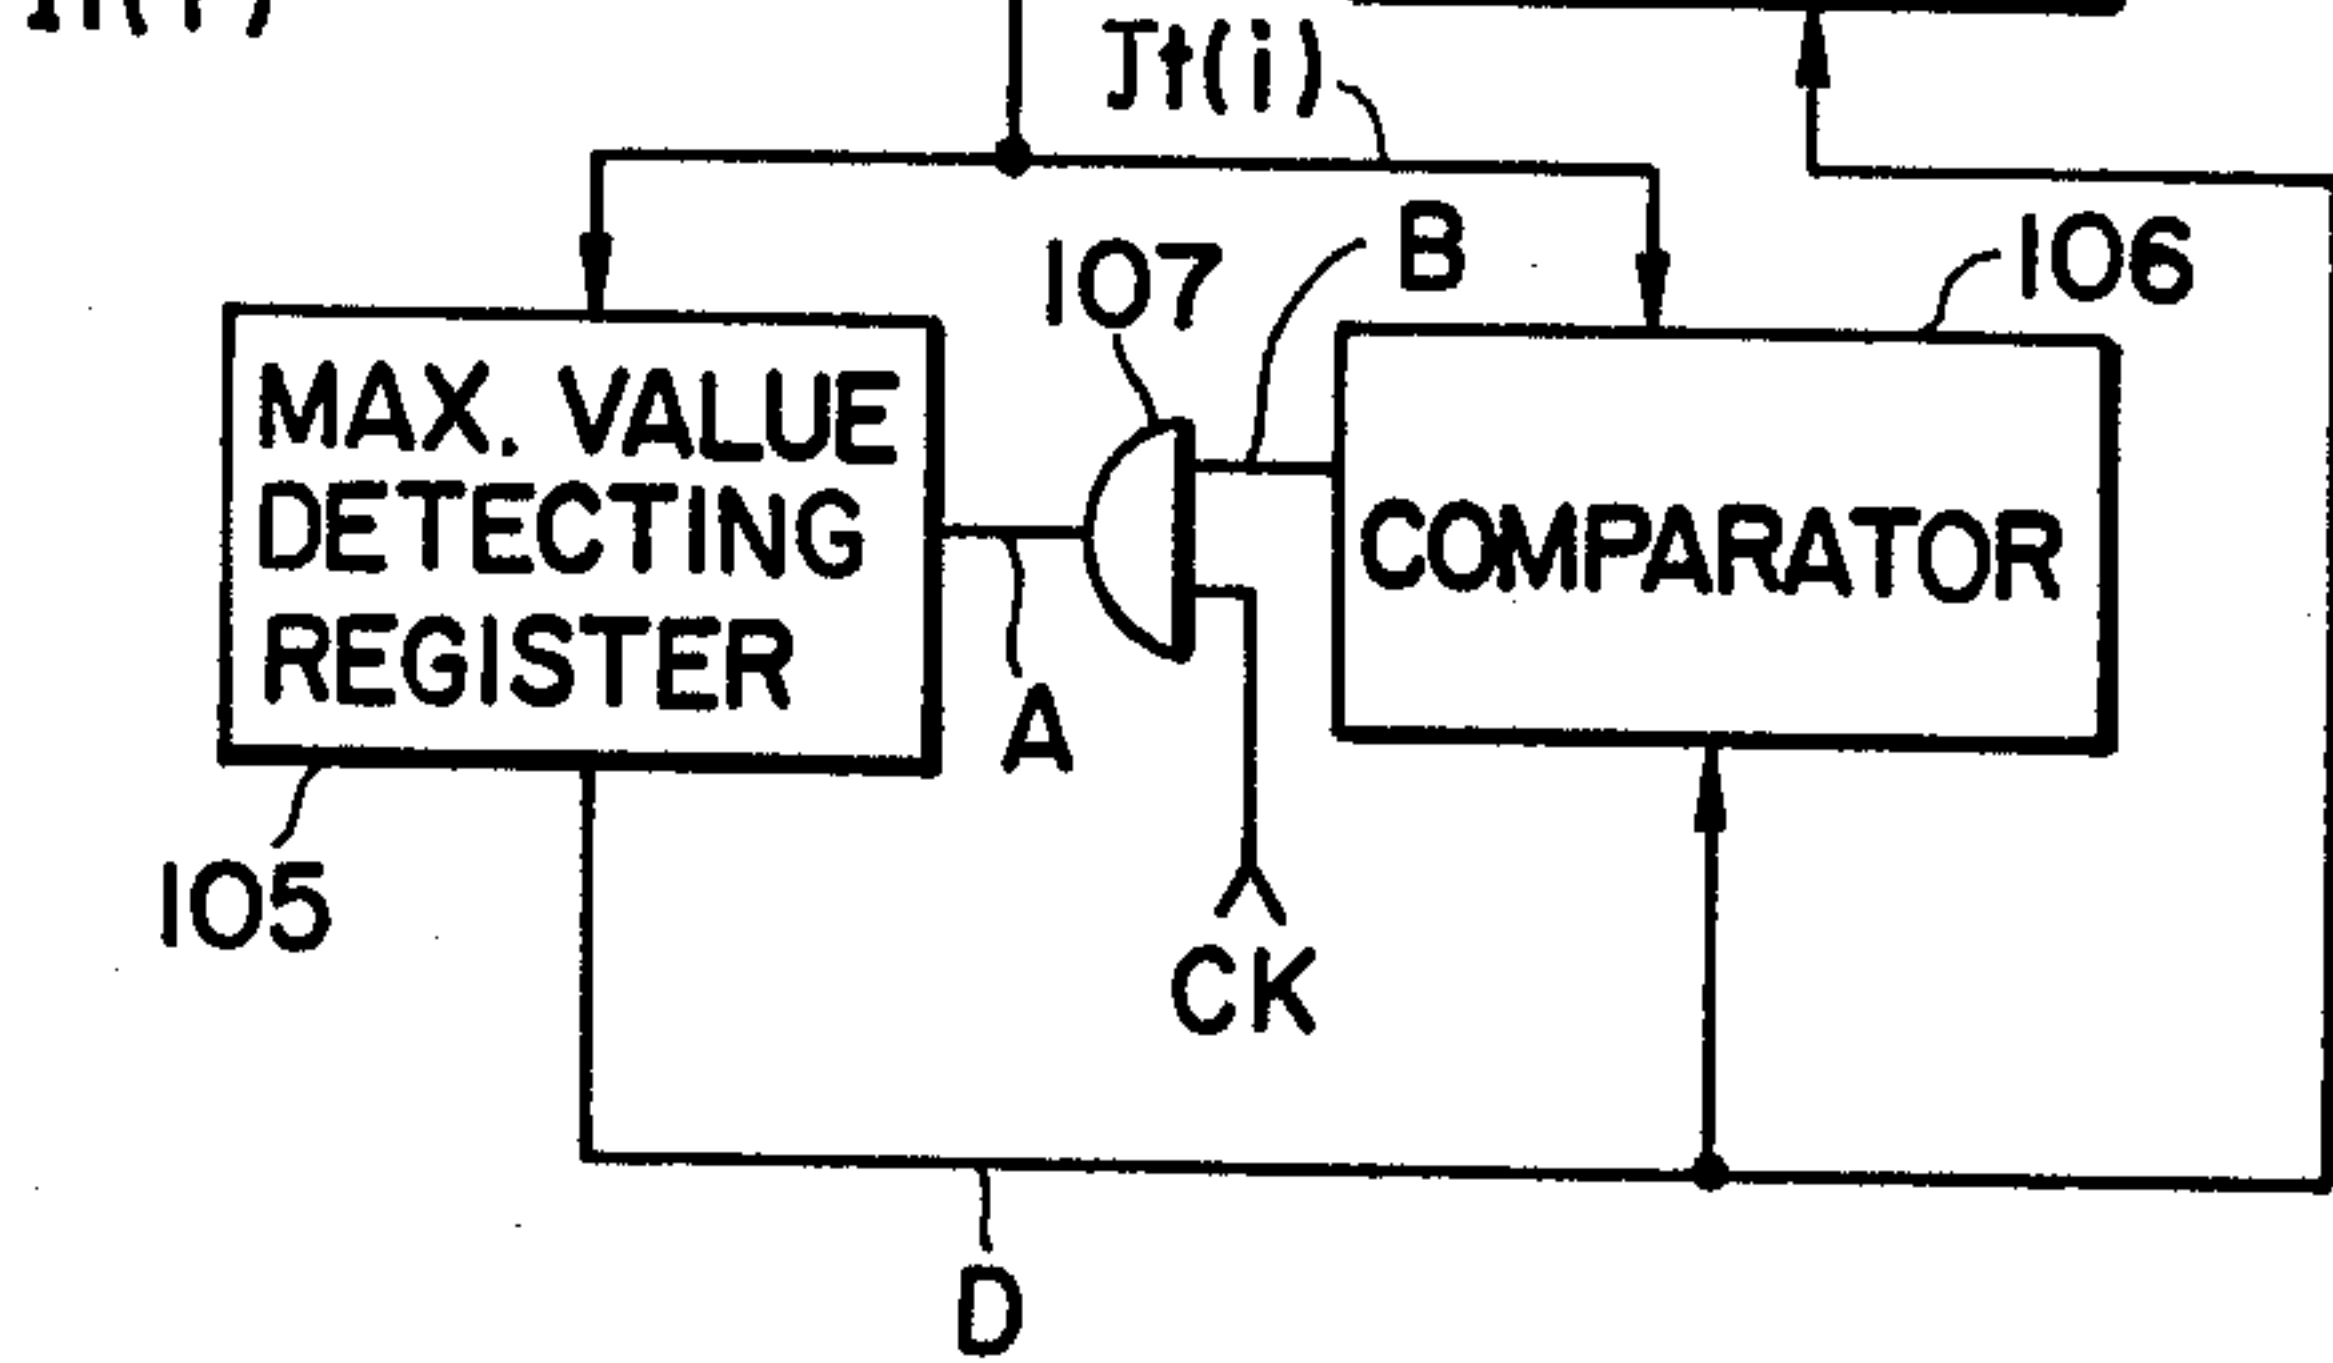 Jt(i)
B
107
106
MAX. VALUE
DETECTING
REGISTER
COMPARATOR
A
105
CK
D